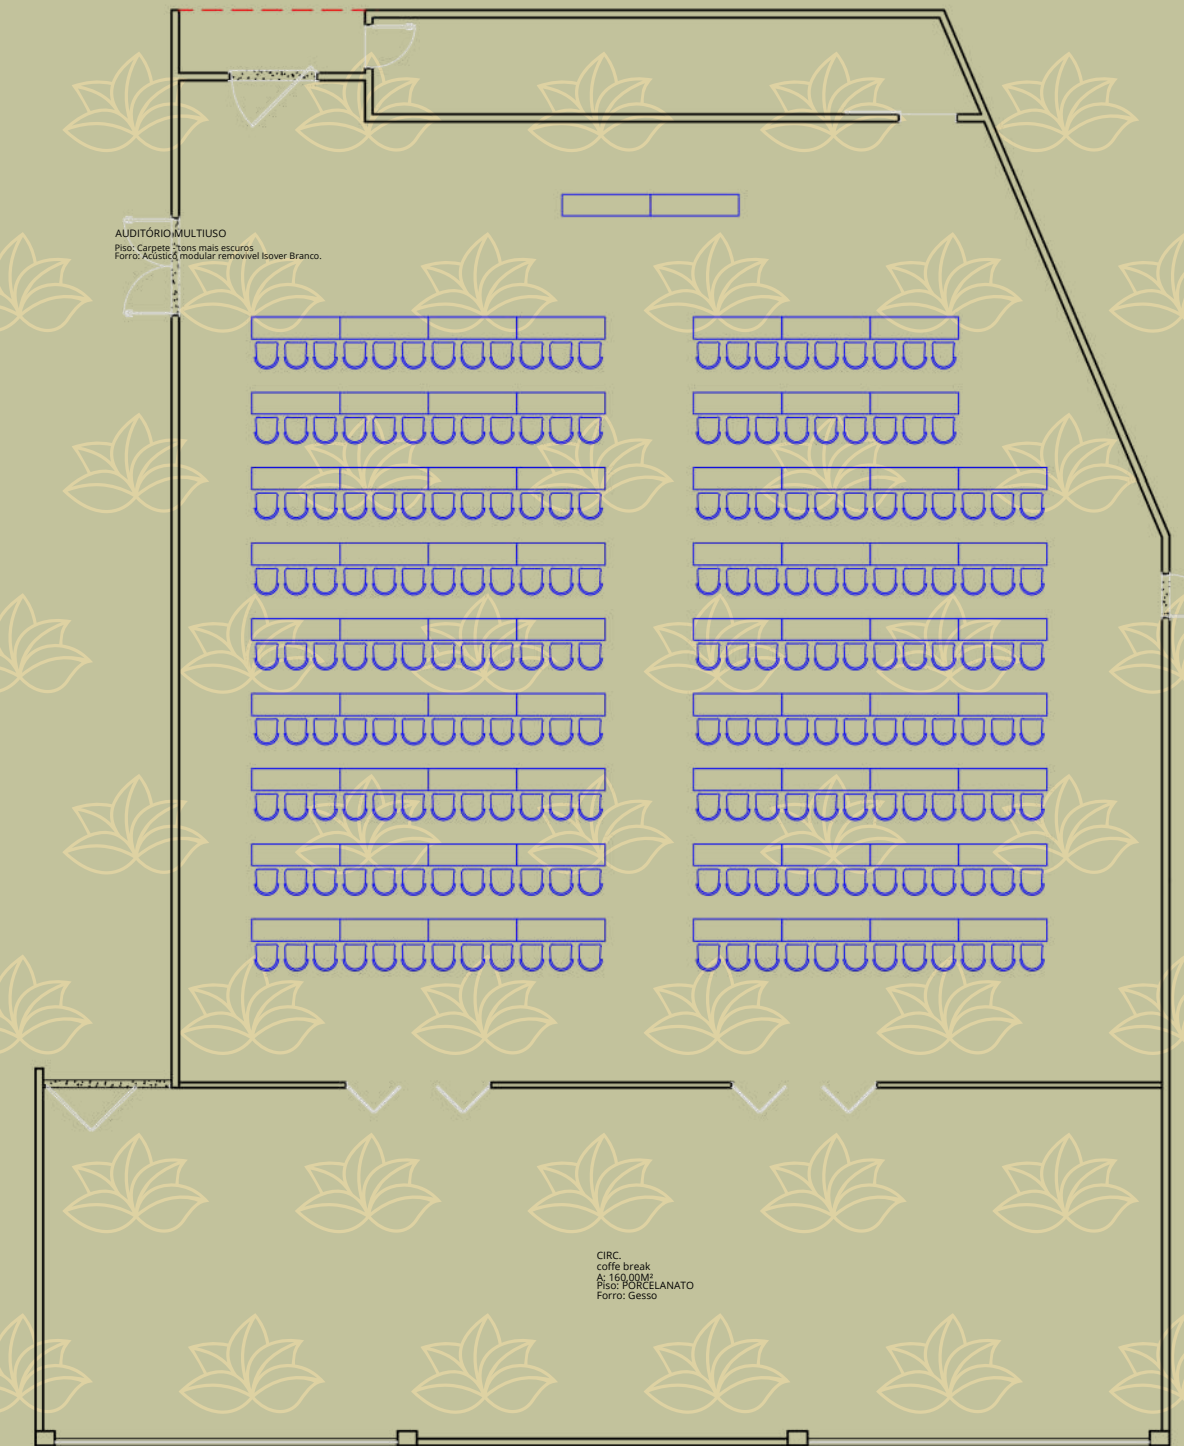 AUDITÓRIO MULTIUSO
Piso: Carpete - tons mais escuros
Forro: Acústico modular removivel Isover Branco.
CIRC.
coffe break
A: 160,00M²
Piso: PORCELANATO
Forro: Gesso